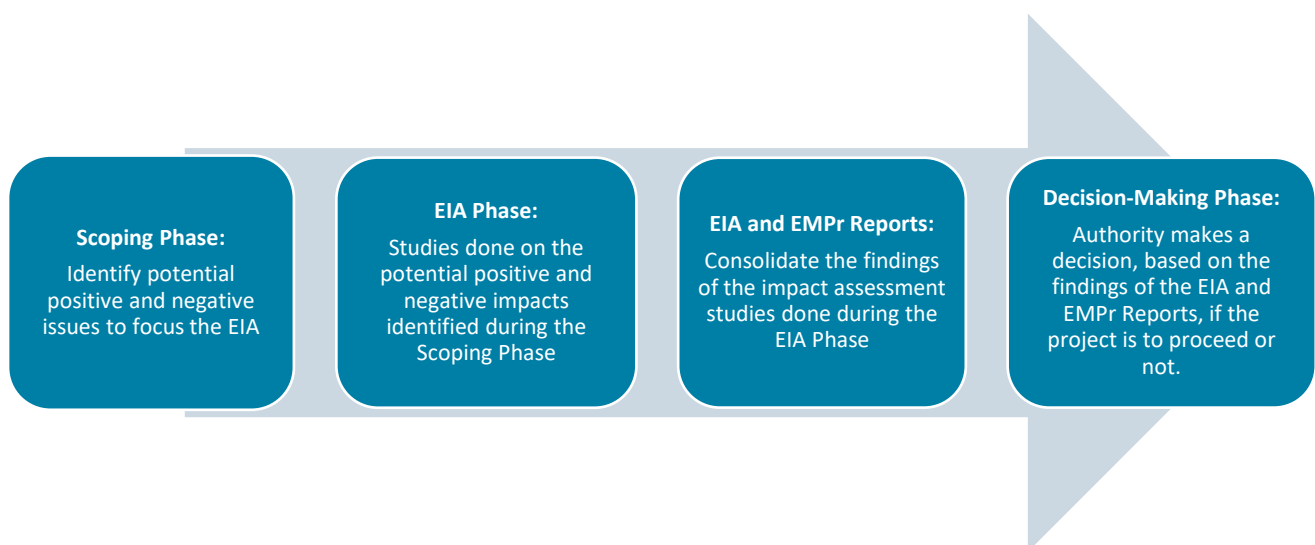 Scoping Phase:
Identify potential
positive and negative
issues to focus the EIA
EIA Phase:
Studies done on the
potential positive and
negative impacts
identified during the
Scoping Phase
EIA and EMPr Reports:
Consolidate the findings
of the impact assessment
studies done during the
EIA Phase
Decision-Making Phase:
Authority makes a
decision, based on the
findings of the EIA and
EMPr Reports, if the
project is to proceed or
not.